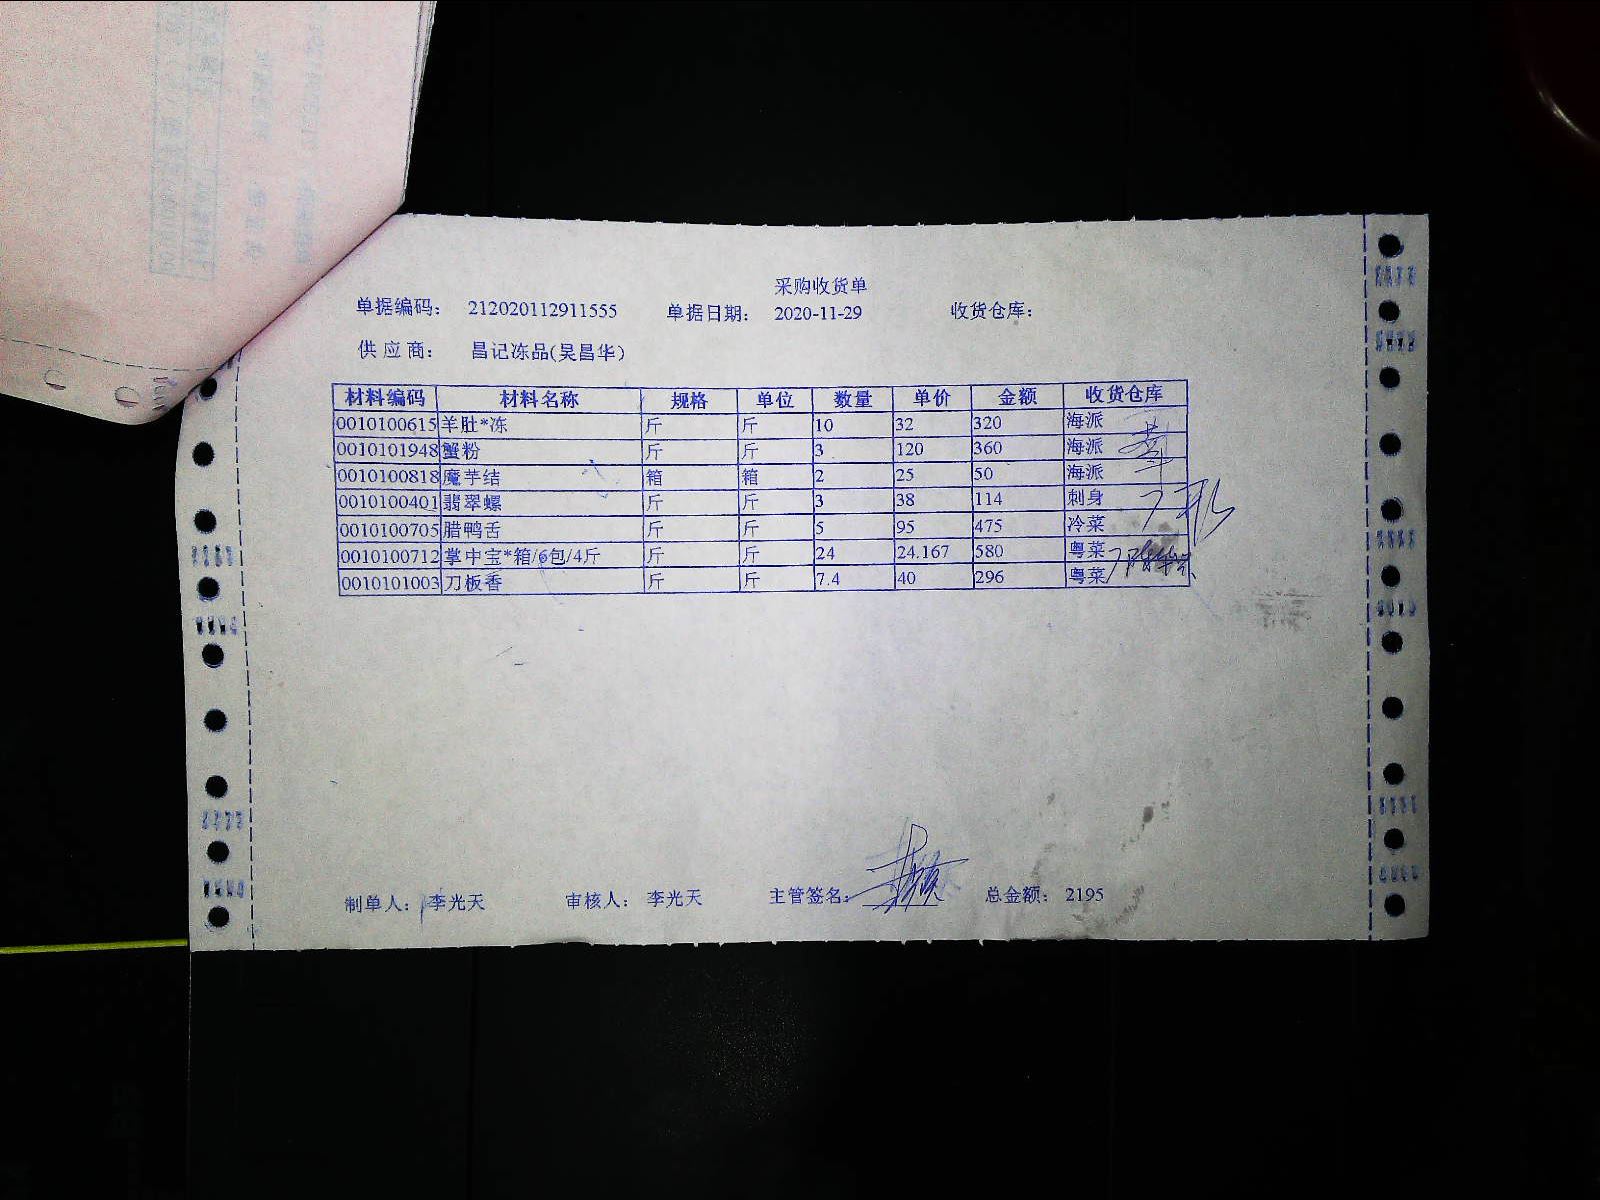 采购收货单
单据编码： 212020112911555 单据日期： 2020-11-29 收货仓库：
供应商： 昌记冻品(吴昌华)
材料编码 材料名称 规格 单位 数量 单价 金额 收货仓库
0010100615 羊肚*冻 斤 斤 10 32 320 海派
0010101948 蟹粉 斤 斤 3 120 360 海派
0010100818 魔芋结 箱 箱 2 25 50 海派
0010100401 翡翠螺 斤 斤 3 38 114 刺身
0010100705 腊鸭舌 斤 斤 5 95 475 冷菜
0010100712 掌中宝*箱/6包/4斤 斤 斤 24 24.167 580 粤菜
0010101003 刀板香 斤 斤 7.4 40 296 粤菜
制单人： 李光天 审核人： 李光天 主管签名： 总金额： 2195